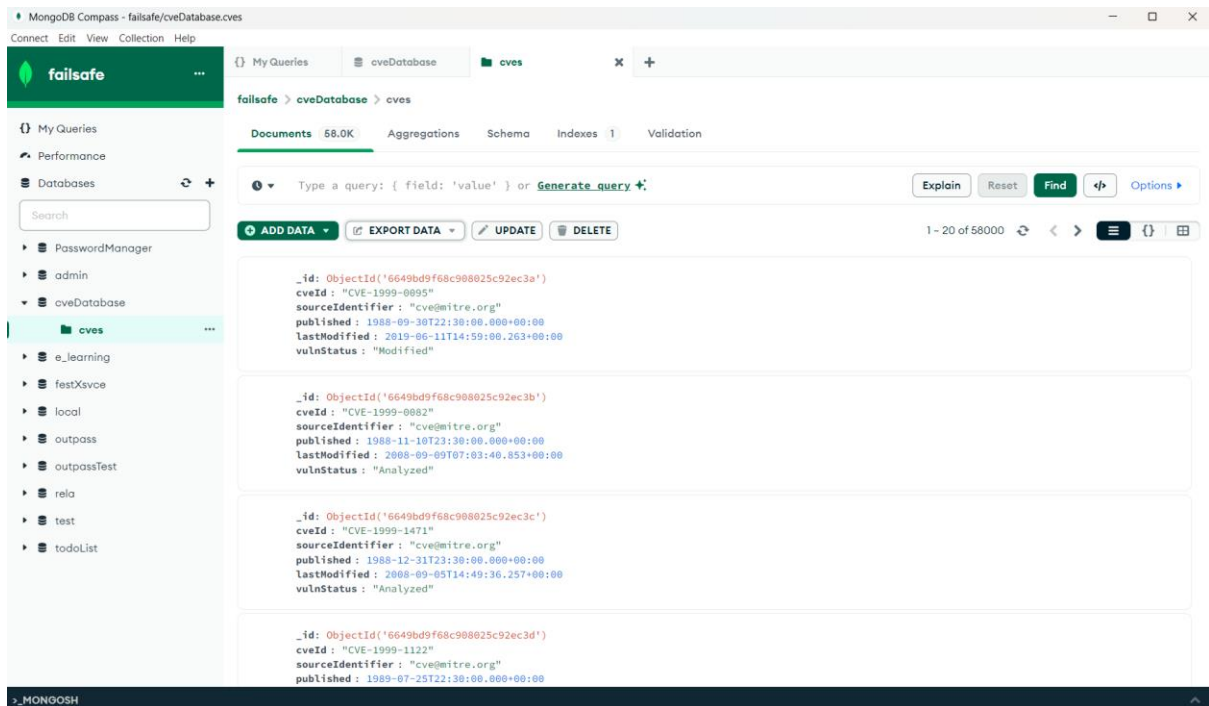 MongoDB Compass - failsafe/cveDatabase.cves
Connect Edit View Collection Help
failsafe
{} My Queries
Performance
Databases
Search
PasswordManager
admin
cveDatabase
cves
e_learning
festXsvce
local
outpass
outpassTest
rela
test
todoList
{} My Queries cveDatabase cves
failsafe > cveDatabase > cves
Documents 58.0K Aggregations Schema Indexes 1 Validation
Type a query: { field: 'value' } or Generate query
Explain Reset Find </> Options
ADD DATA EXPORT DATA UPDATE DELETE
1 - 20 of 58000 {}
_id: ObjectId('6649bd9f68c908025c92ec3a')
cveId : "CVE-1999-0095"
sourceIdentifier : "cve@mitre.org"
published : 1988-09-30T22:30:00.000+00:00
lastModified : 2019-06-11T14:59:00.263+00:00
vulnStatus : "Modified"
_id: ObjectId('6649bd9f68c908025c92ec3b')
cveId : "CVE-1999-0082"
sourceIdentifier : "cve@mitre.org"
published : 1988-11-10T23:30:00.000+00:00
lastModified : 2008-09-09T07:03:40.853+00:00
vulnStatus : "Analyzed"
_id: ObjectId('6649bd9f68c908025c92ec3c')
cveId : "CVE-1999-1471"
sourceIdentifier : "cve@mitre.org"
published : 1988-12-31T23:30:00.000+00:00
lastModified : 2008-09-05T14:49:36.257+00:00
vulnStatus : "Analyzed"
_id: ObjectId('6649bd9f68c908025c92ec3d')
cveId : "CVE-1999-1122"
sourceIdentifier : "cve@mitre.org"
published : 1989-07-25T22:30:00.000+00:00
>_MONGOSH